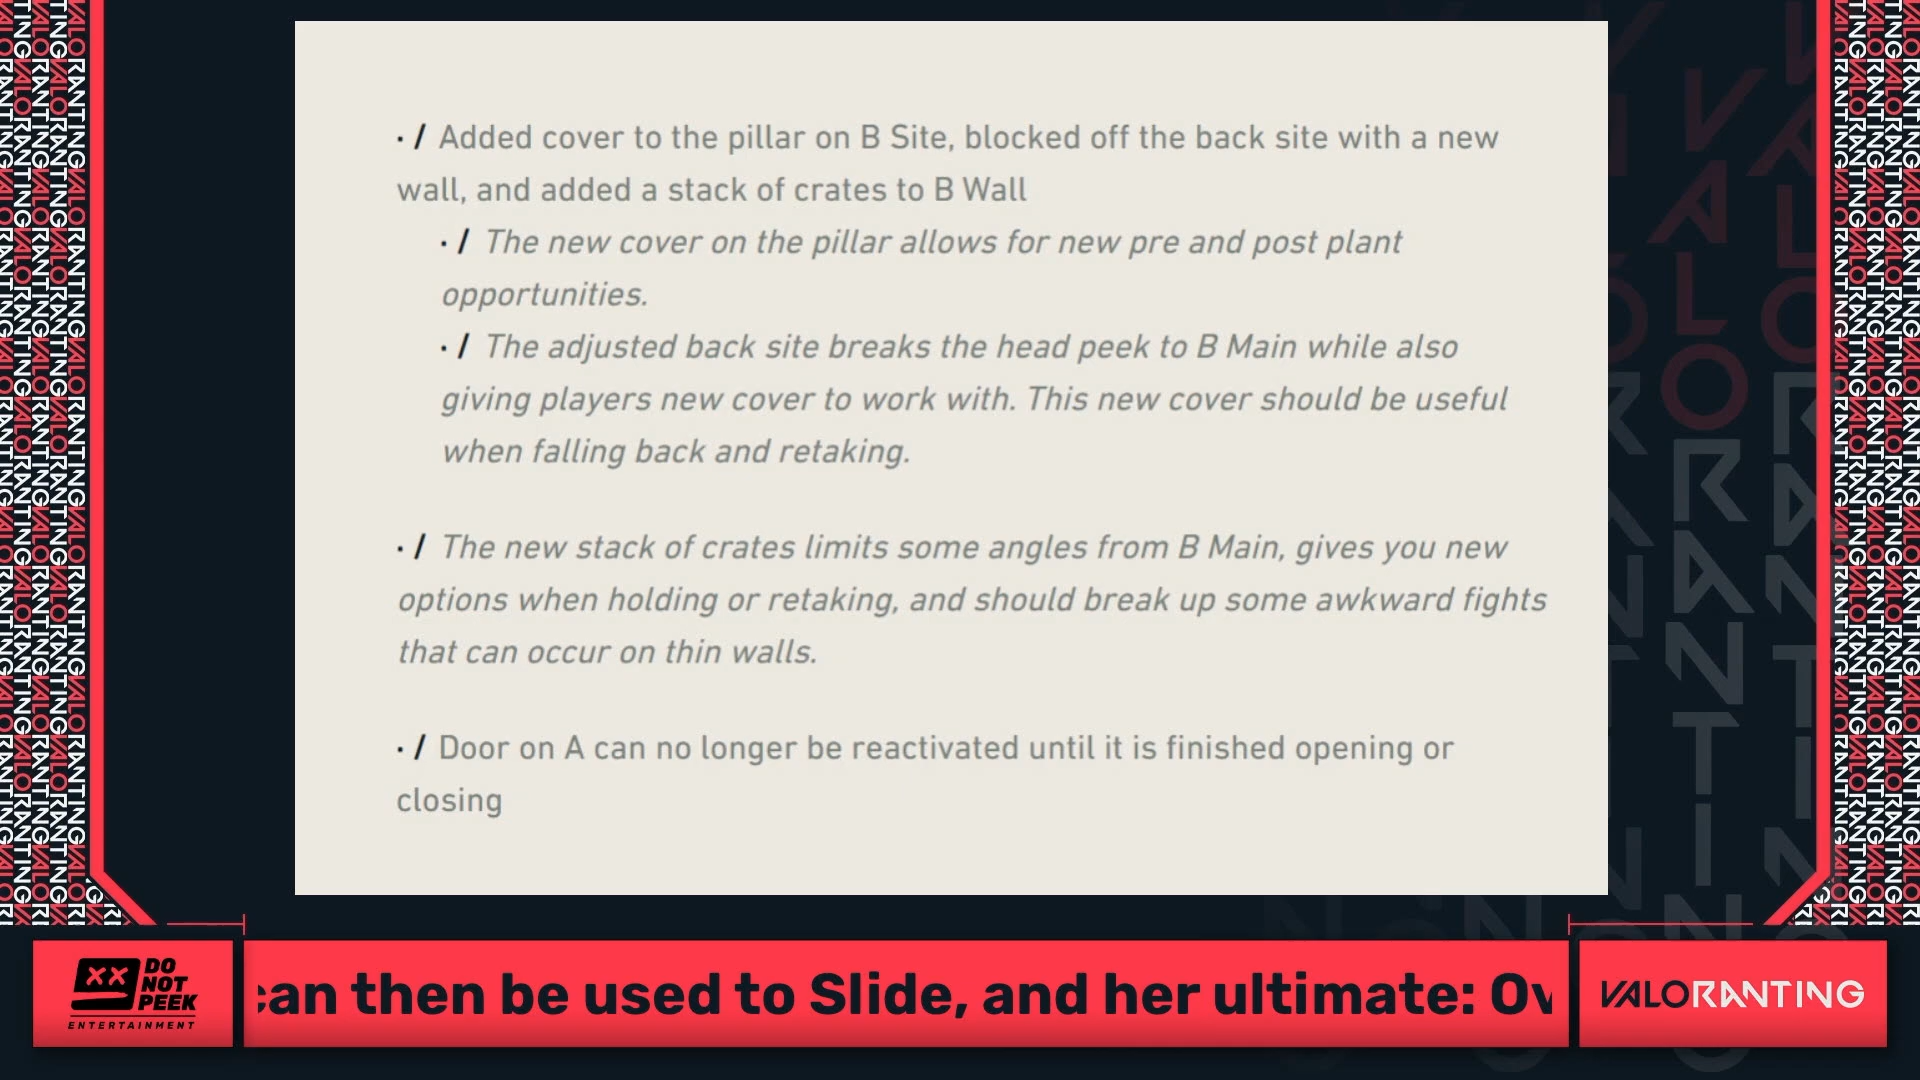 · / Added cover to the pillar on B Site, blocked off the back site with a new
wall, and added a stack of crates to B Wall
· / The new cover on the pillar allows for new pre and post plant
opportunities.
· / The adjusted back site breaks the head peek to B Main while also
giving players new cover to work with. This new cover should be useful
when falling back and retaking.
· / The new stack of crates limits some angles from B Main, gives you new
options when holding or retaking, and should break up some awkward fights
that can occur on thin walls.
· / Door on A can no longer be reactivated until it is finished opening or
closing
XX DO
NOT
PEEK
ENTERTAINMENT
can then be used to Slide, and her ultimate: Ov
VALORANTING